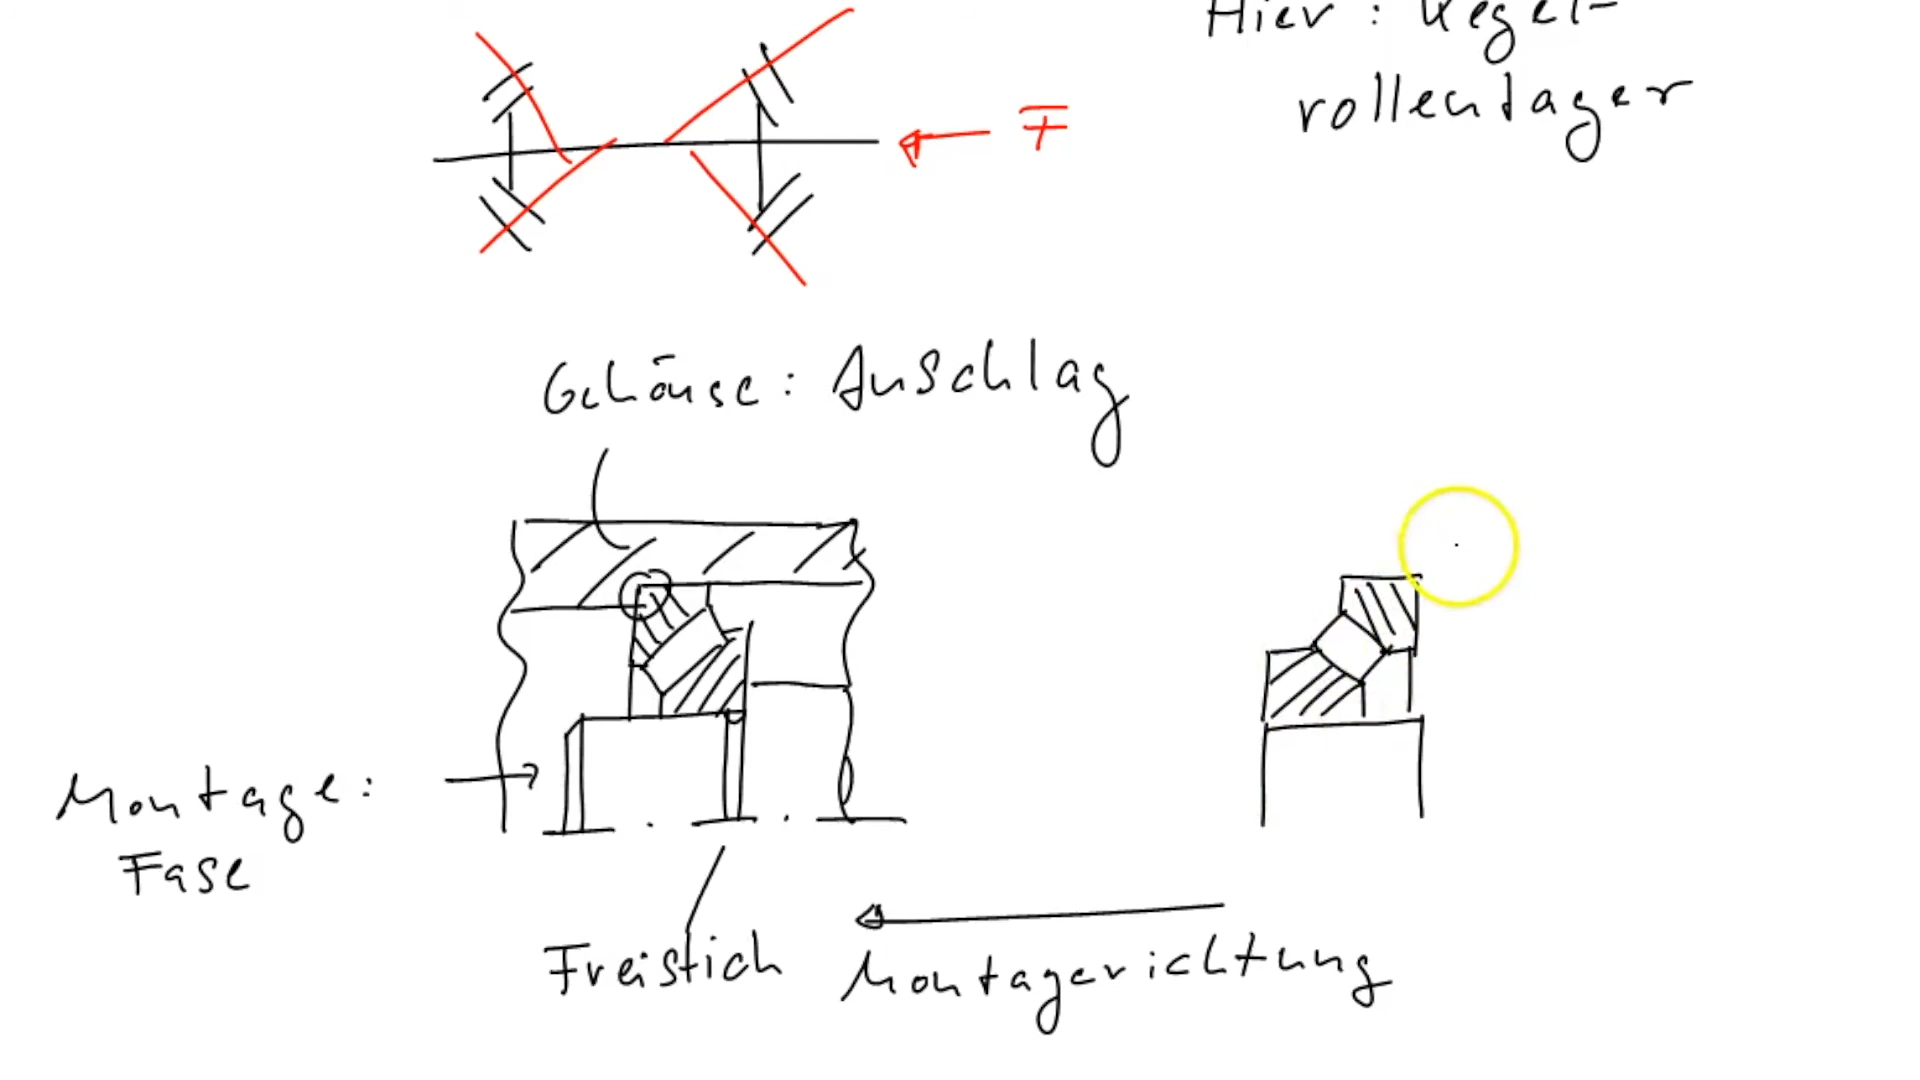 Hier: Kegel-
rollenlager
F
Gehäuse: Anschlag
Montage:
Fase
Freistich
Montagerichtung